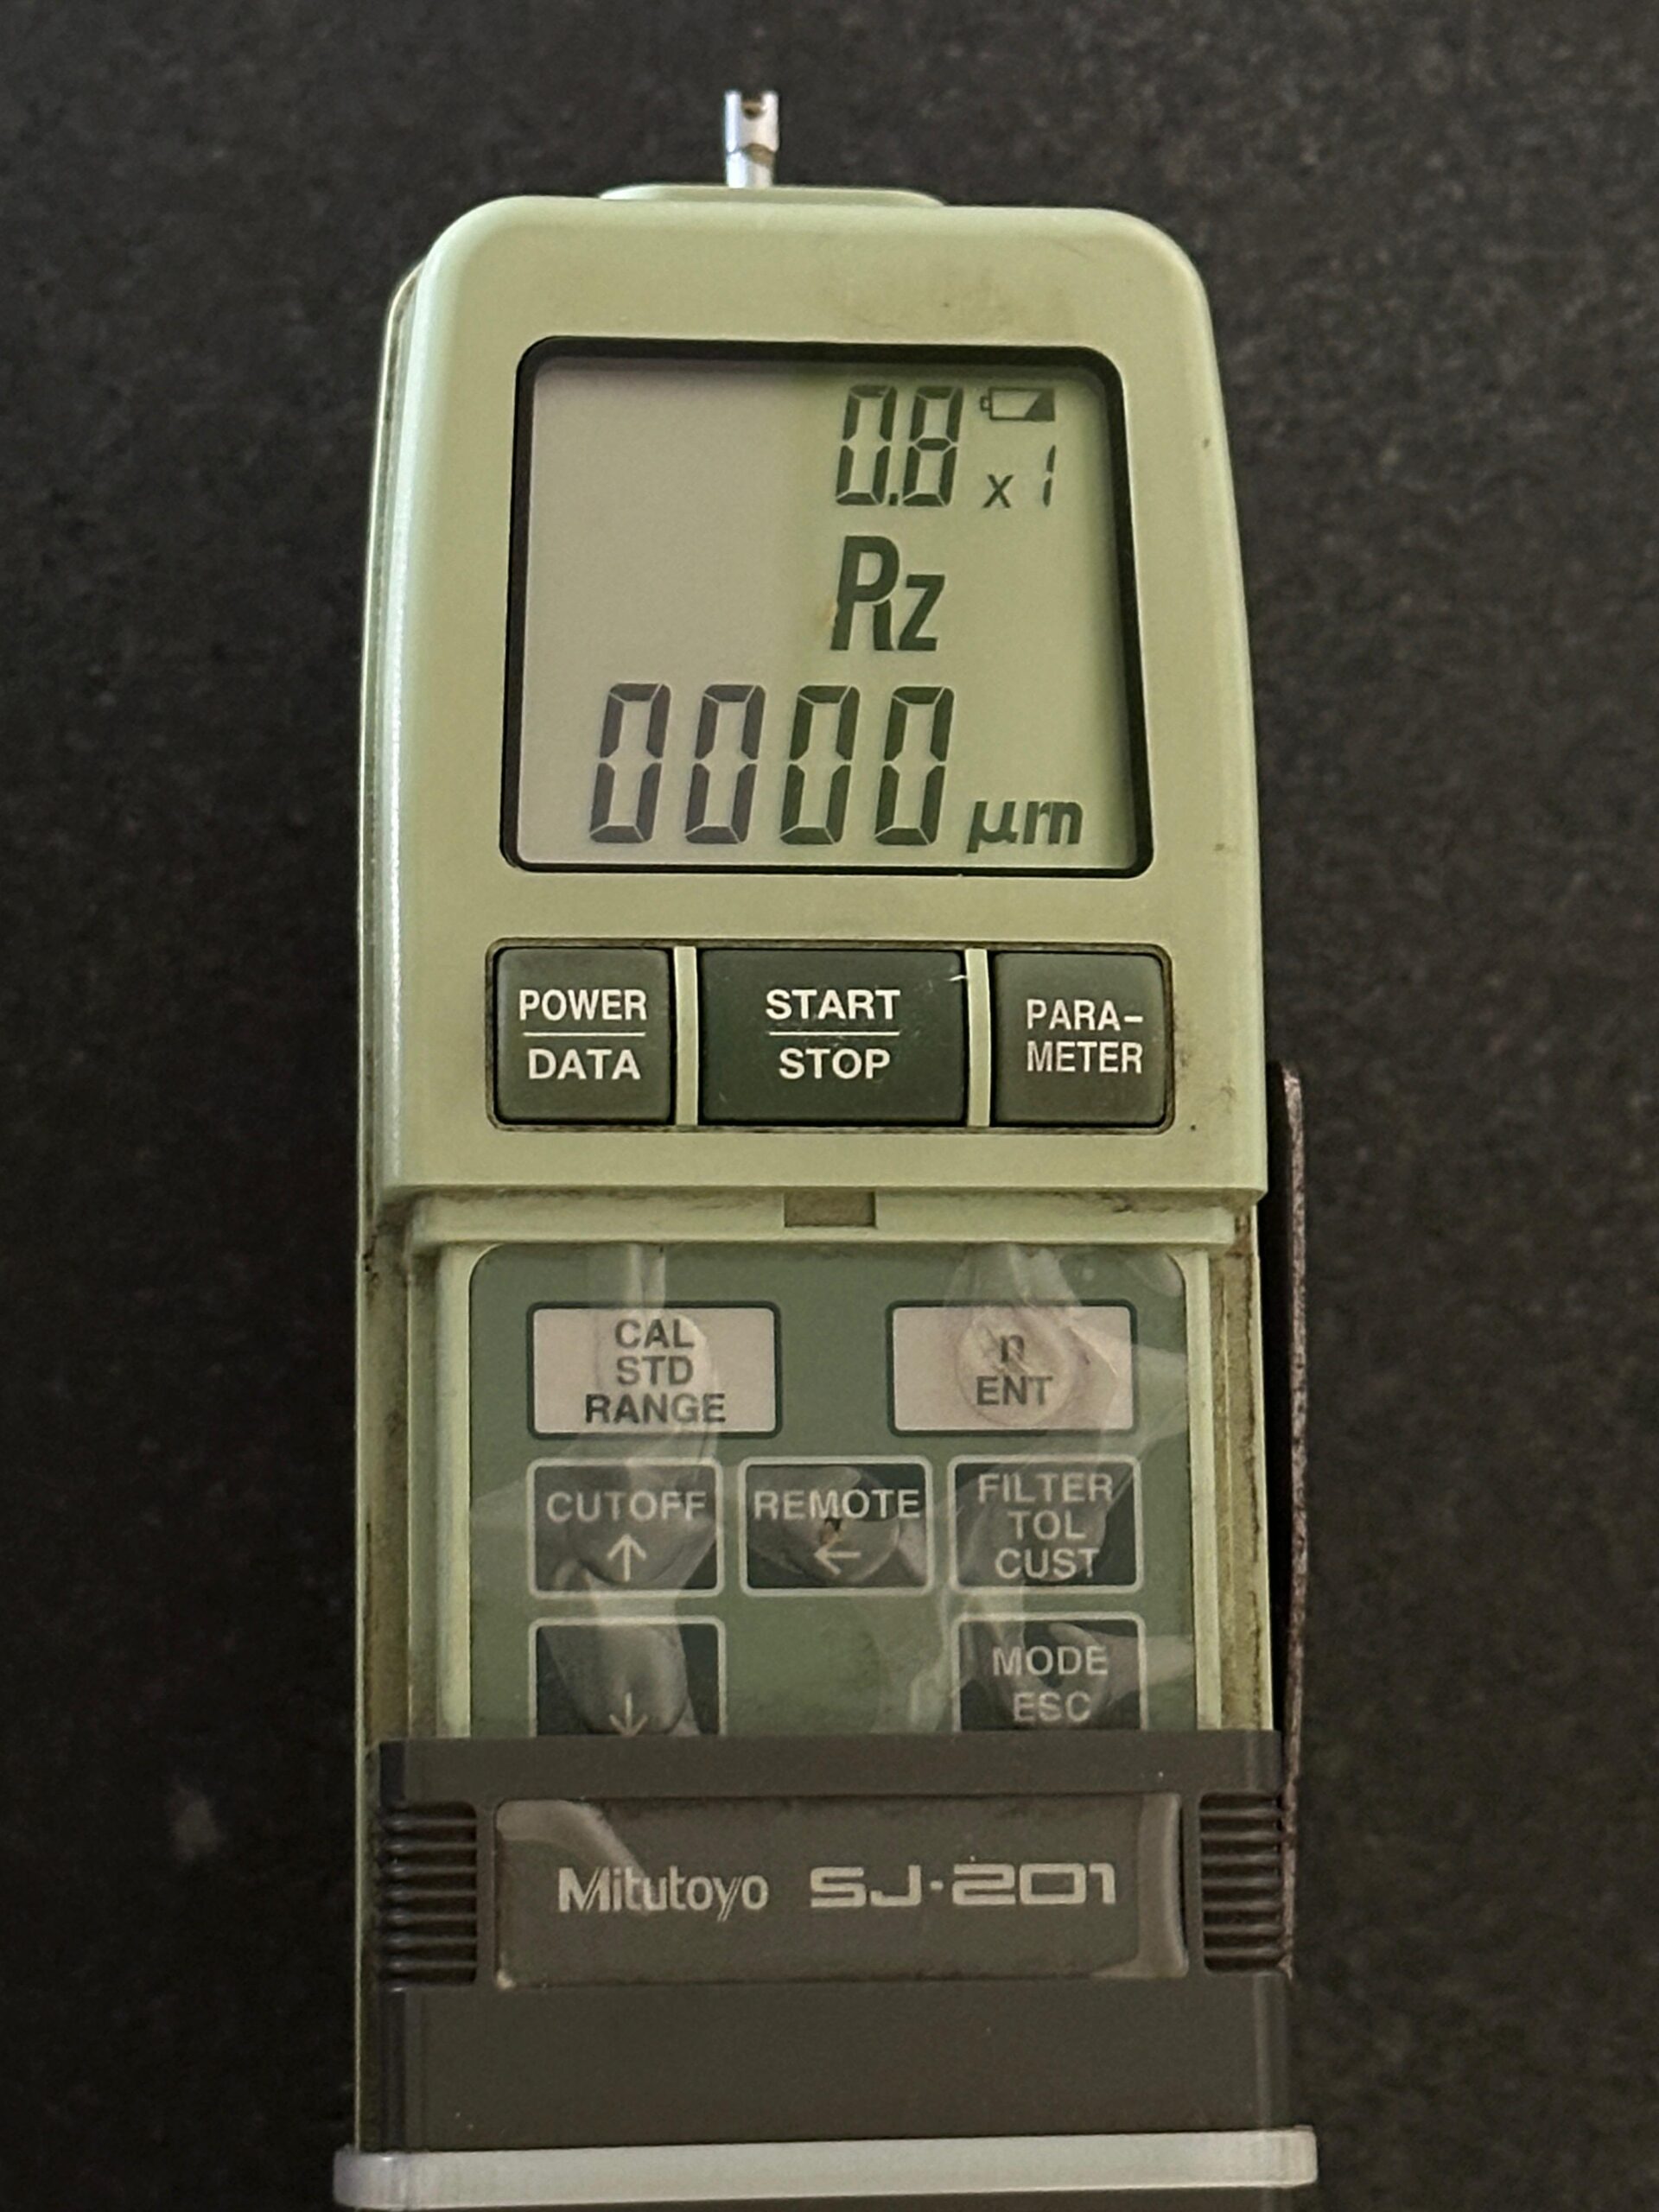 0.8
x 1
Rz
0000 µm
POWER
DATA
START
STOP
PARA-
METER
CAL
STD
RANGE
n
ENT
CUTOFF
↑
REMOTE
←
FILTER
TOL
CUST
↓
MODE
ESC
Mitutoyo SJ-201